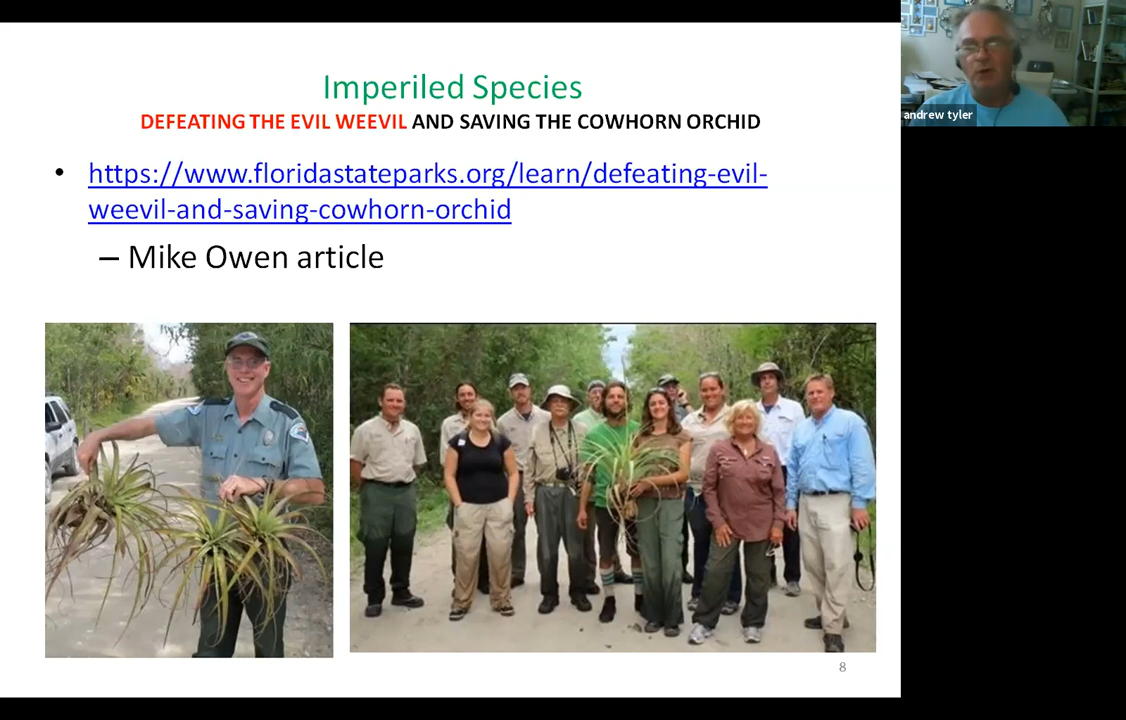 Imperiled Species
DEFEATING THE EVIL WEEVIL AND SAVING THE COWHORN ORCHID
• https://www.floridastateparks.org/learn/defeating-evil-
weevil-and-saving-cowhorn-orchid
– Mike Owen article
8
andrew tyler